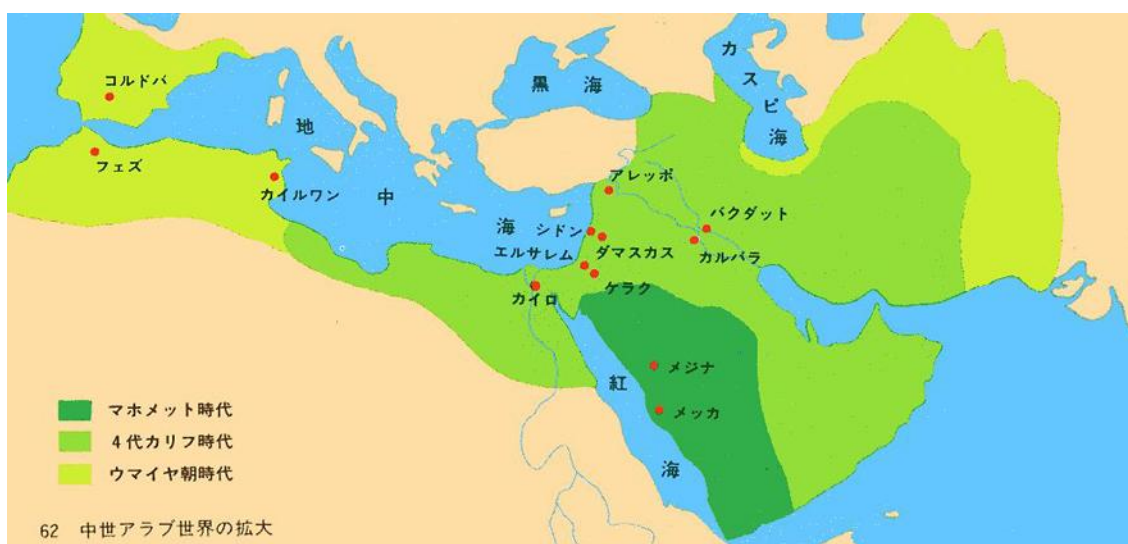 コルドバ
フェズ
カイルワン
地中海
黒海
カスピ海
アレッポ
バクダット
カルバラ
シドン
ダマスカス
エルサレム
ケラク
カイロ
メジナ
メッカ
紅海
マホメット時代
4代カリフ時代
ウマイヤ朝時代
62 中世アラブ世界の拡大